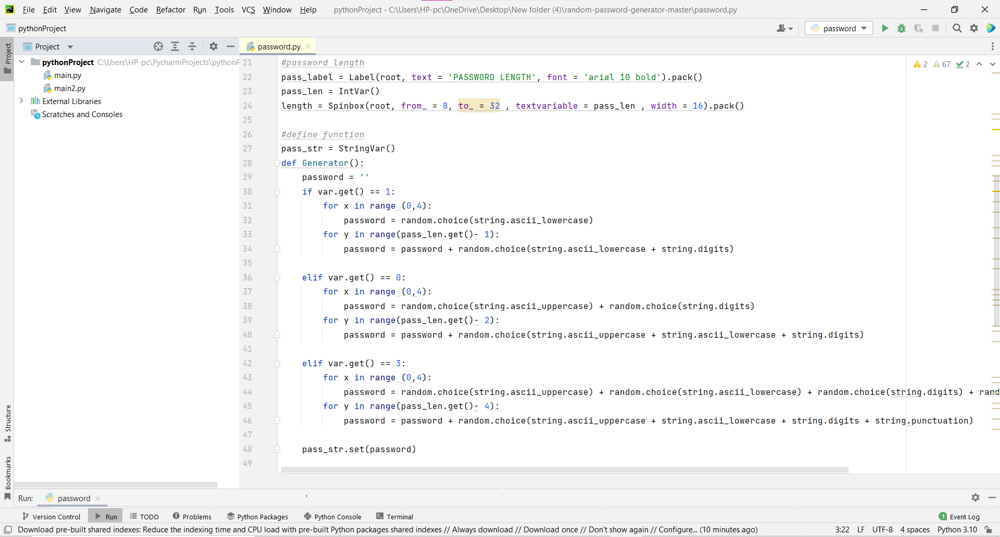 File Edit View Navigate Code Refactor Run Tools VCS Window Help pythonProject - C:\Users\HP-pc\OneDrive\Desktop\New folder (4)\random-password-generator-master\password.py
pythonProject password
Project password.py
pythonProject C:\Users\HP-pc\PycharmProjects\pythonP
main.py
main2.py
External Libraries
Scratches and Consoles
Project
Structure
Bookmarks
2 67 2
21 #password length
22 pass_label = Label(root, text = 'PASSWORD LENGTH', font = 'arial 10 bold').pack()
23 pass_len = IntVar()
24 length = Spinbox(root, from_ = 8, to_ = 32 , textvariable = pass_len , width = 16).pack()
25
26 #define function
27 pass_str = StringVar()
28 def Generator():
29 password = ''
30 if var.get() == 1:
31 for x in range (0,4):
32 password = random.choice(string.ascii_lowercase)
33 for y in range(pass_len.get()- 1):
34 password = password + random.choice(string.ascii_lowercase + string.digits)
35
36 elif var.get() == 0:
37 for x in range (0,4):
38 password = random.choice(string.ascii_uppercase) + random.choice(string.digits)
39 for y in range(pass_len.get()- 2):
40 password = password + random.choice(string.ascii_uppercase + string.ascii_lowercase + string.digits)
41
42 elif var.get() == 3:
43 for x in range (0,4):
44 password = random.choice(string.ascii_uppercase) + random.choice(string.ascii_lowercase) + random.choice(string.digits) + rand
45 for y in range(pass_len.get()- 4):
46 password = password + random.choice(string.ascii_uppercase + string.ascii_lowercase + string.digits + string.punctuation)
47
48 pass_str.set(password)
49
Run: password
Version Control Run TODO Problems Python Packages Python Console Terminal 1 Event Log
Download pre-built shared indexes: Reduce the indexing time and CPU load with pre-built Python packages shared indexes // Always download // Download once // Don't show again // Configure... (10 minutes ago) 3:22 LF UTF-8 4 spaces Python 3.10